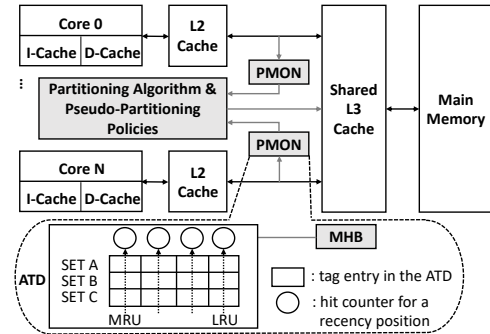 Core 0
I-Cache D-Cache
L2
Cache
PMON
...
Partitioning Algorithm &
Pseudo-Partitioning
Policies
Shared
L3
Cache
Main
Memory
PMON
Core N
I-Cache D-Cache
L2
Cache
ATD
SET A
SET B
SET C
MRU LRU
MHB
: tag entry in the ATD
: hit counter for a
recency position